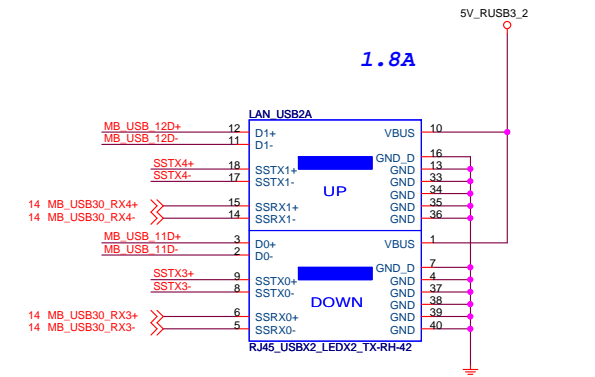 5V_RUSB3_2
1.8A
LAN_USB2A
MB_USB_12D+ 12 D1+ VBUS 10
MB_USB_12D- 11 D1-
GND_D 16
SSTX4+ 18 SSTX1+ GND 13
SSTX4- 17 SSTX1- GND 33
UP GND 34
14 MB_USB30_RX4+ 15 SSRX1+ GND 35
14 MB_USB30_RX4- 14 SSRX1- GND 36
MB_USB_11D+ 3 D0+ VBUS 1
MB_USB_11D- 2 D0-
GND_D 7
SSTX3+ 9 SSTX0+ GND 4
SSTX3- 8 SSTX0- GND 37
DOWN GND 38
14 MB_USB30_RX3+ 6 SSRX0+ GND 39
14 MB_USB30_RX3- 5 SSRX0- GND 40
RJ45_USBX2_LEDX2_TX-RH-42